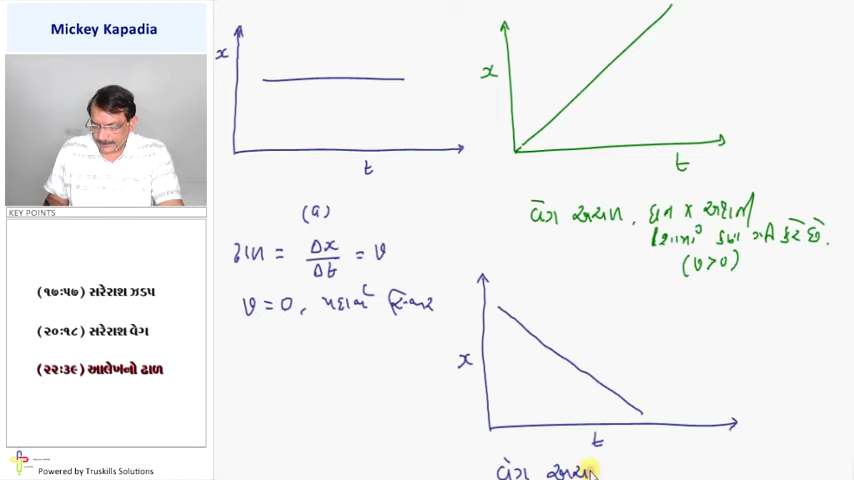 Mickey Kapadia
KEY POINTS
(૧૭:૫૭) સરેરાશ ઝડપ
(૨૦:૧૮) સરેરાશ વેગ
(૨૨:૩૯) આલેખનો ઢાળ
Powered by Truskills Solutions
x
t
(a)
ઢાળ = Δx/Δt = v
v = 0, પદાર્થ સ્થિર
x
t
વેગ અચળ, ધન x અક્ષની
દિશામાં કણ ગતિ કરે છે.
(v > 0)
x
t
વેગ અચળ